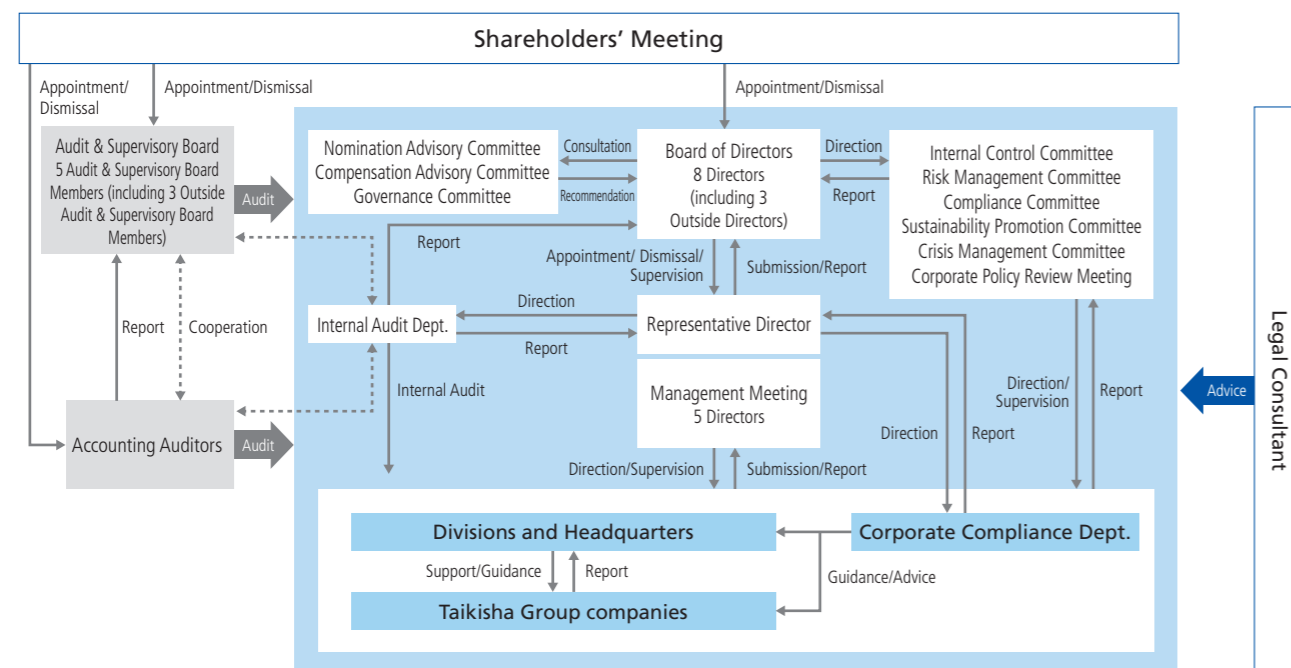 Shareholders’ Meeting
Appointment/
Dismissal
Appointment/Dismissal
Appointment/Dismissal
Audit & Supervisory Board
5 Audit & Supervisory Board
Members (including 3 Outside
Audit & Supervisory Board
Members)
Audit
Nomination Advisory Committee
Compensation Advisory Committee
Governance Committee
Consultation
Recommendation
Board of Directors
8 Directors
(including 3
Outside Directors)
Direction
Report
Internal Control Committee
Risk Management Committee
Compliance Committee
Sustainability Promotion Committee
Crisis Management Committee
Corporate Policy Review Meeting
Report
Appointment/ Dismissal/
Supervision
Submission/Report
Report
Cooperation
Internal Audit Dept.
Direction
Report
Representative Director
Internal Audit
Management Meeting
5 Directors
Direction
Report
Direction/
Supervision
Report
Advice
Legal Consultant
Accounting Auditors
Audit
Direction/Supervision
Submission/Report
Divisions and Headquarters
Corporate Compliance Dept.
Support/Guidance
Report
Guidance/Advice
Taikisha Group companies